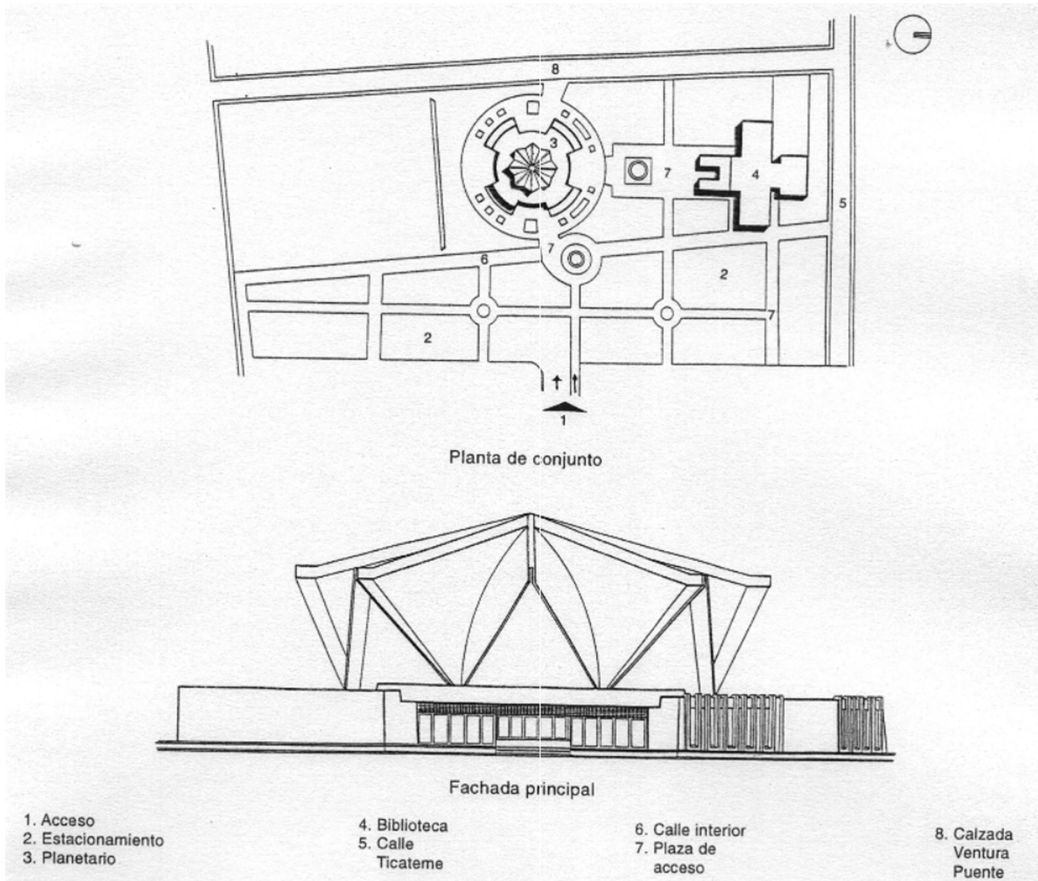 8
3
7
4
5
7
6
2
7
2
1
Planta de conjunto
Fachada principal
1. Acceso
2. Estacionamiento
3. Planetario
4. Biblioteca
5. Calle
Ticateme
6. Calle interior
7. Plaza de
acceso
8. Calzada
Ventura
Puente